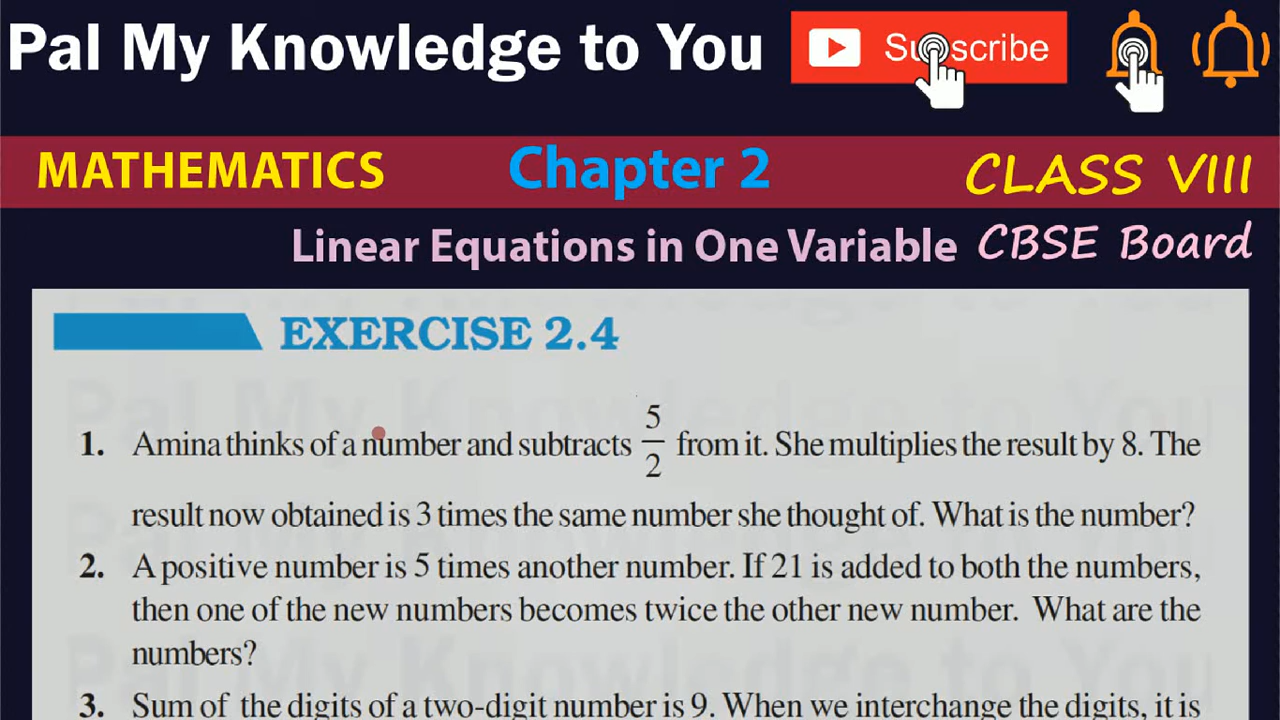 Pal My Knowledge to You Subscribe
MATHEMATICS Chapter 2 CLASS VIII
Linear Equations in One Variable CBSE Board
EXERCISE 2.4
1. Amina thinks of a number and subtracts 5/2 from it. She multiplies the result by 8. The
result now obtained is 3 times the same number she thought of. What is the number?
2. A positive number is 5 times another number. If 21 is added to both the numbers,
then one of the new numbers becomes twice the other new number. What are the
numbers?
3. Sum of the digits of a two-digit number is 9. When we interchange the digits, it is